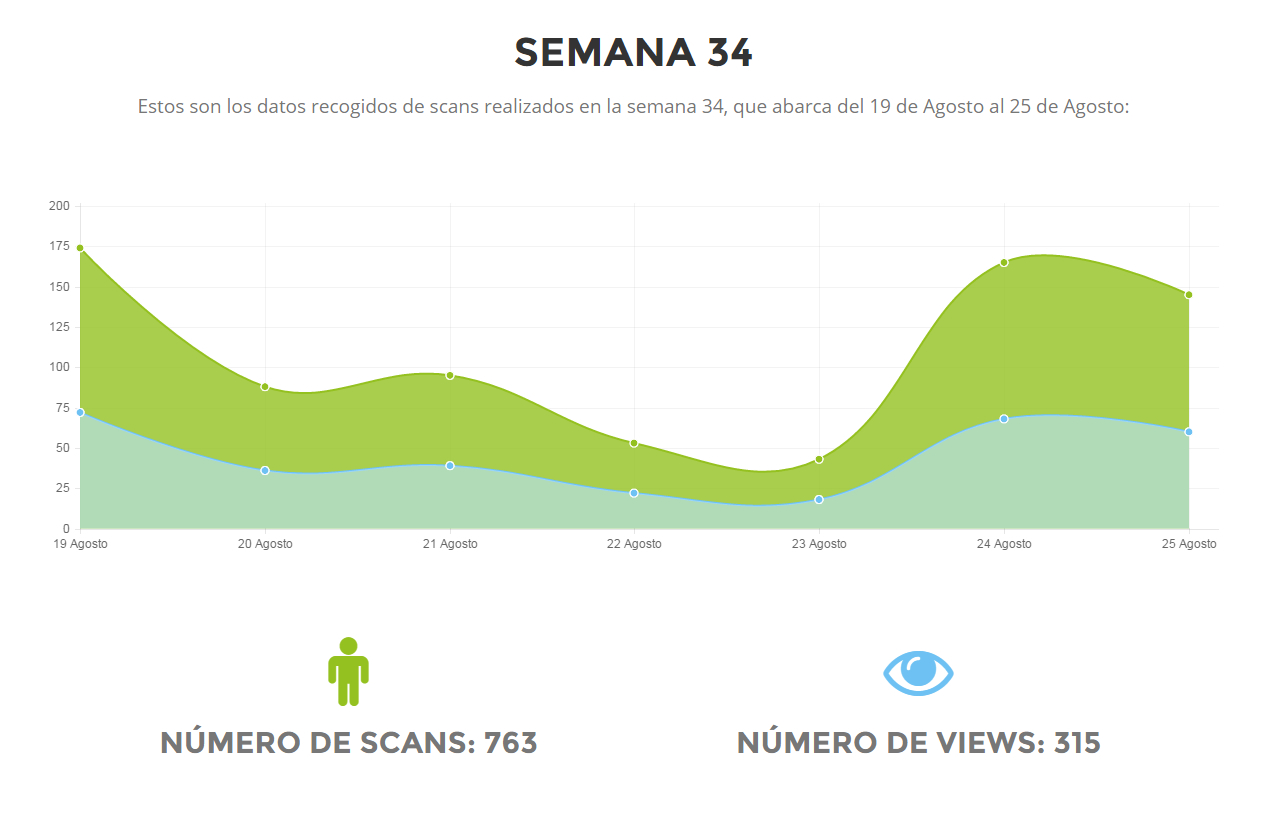 SEMANA 34
Estos son los datos recogidos de scans realizados en la semana 34, que abarca del 19 de Agosto al 25 de Agosto:
200
175
150
125
100
75
50
25
0
19 Agosto 20 Agosto 21 Agosto 22 Agosto 23 Agosto 24 Agosto 25 Agosto
NÚMERO DE SCANS: 763
NÚMERO DE VIEWS: 315